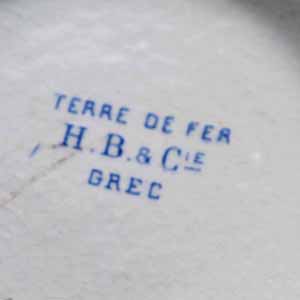 TERRE DE FER
H.B. & CIE
GREC